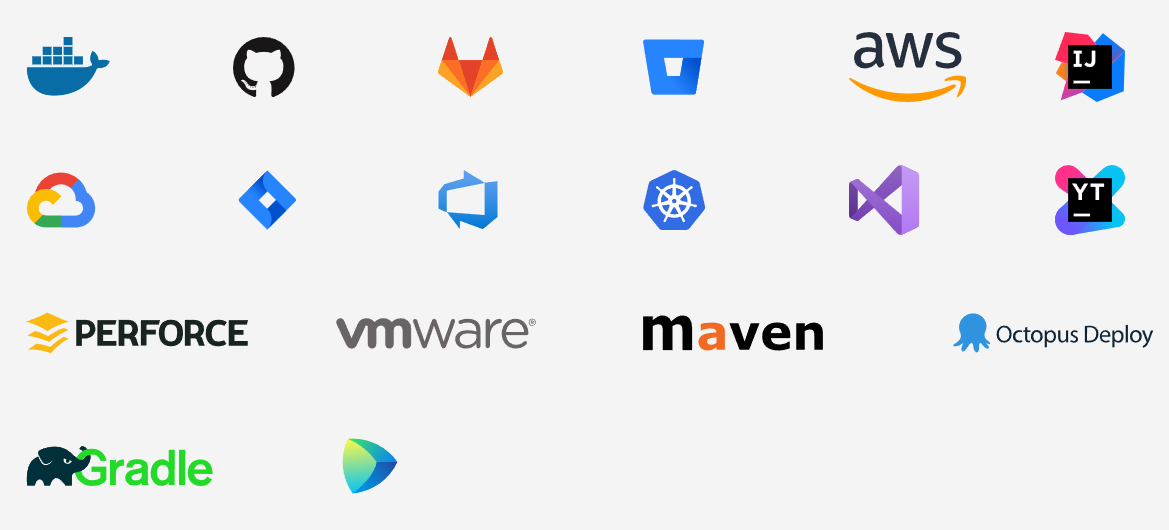 aws
IJ
YT
PERFORCE
vmware®
maven
Octopus Deploy
Gradle